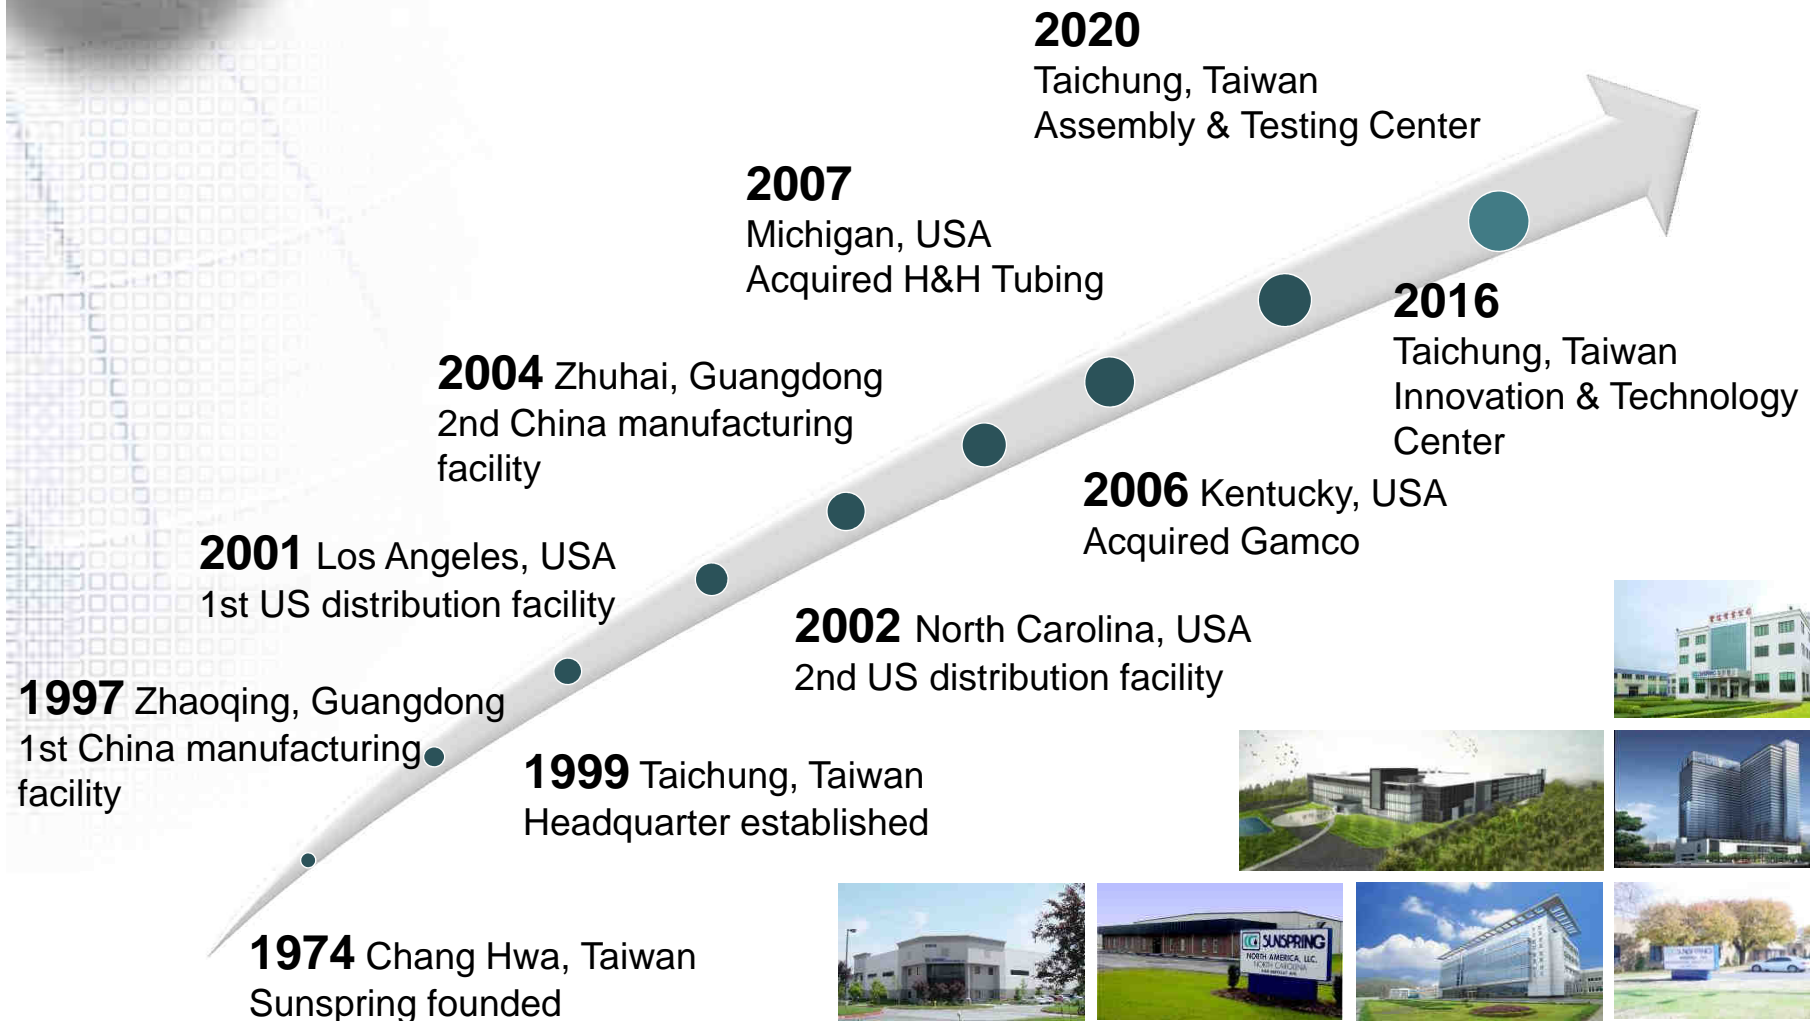 2020
Taichung, Taiwan
Assembly & Testing Center
2007
Michigan, USA
Acquired H&H Tubing
2016
Taichung, Taiwan
Innovation & Technology
Center
2004 Zhuhai, Guangdong
2nd China manufacturing
facility
2006 Kentucky, USA
Acquired Gamco
2001 Los Angeles, USA
1st US distribution facility
2002 North Carolina, USA
2nd US distribution facility
1997 Zhaoqing, Guangdong
1st China manufacturing
facility
1999 Taichung, Taiwan
Headquarter established
1974 Chang Hwa, Taiwan
Sunspring founded
SUNSPRING
NORTH AMERICA, LLC.
NORTH CAROLINA
SUNSPRING